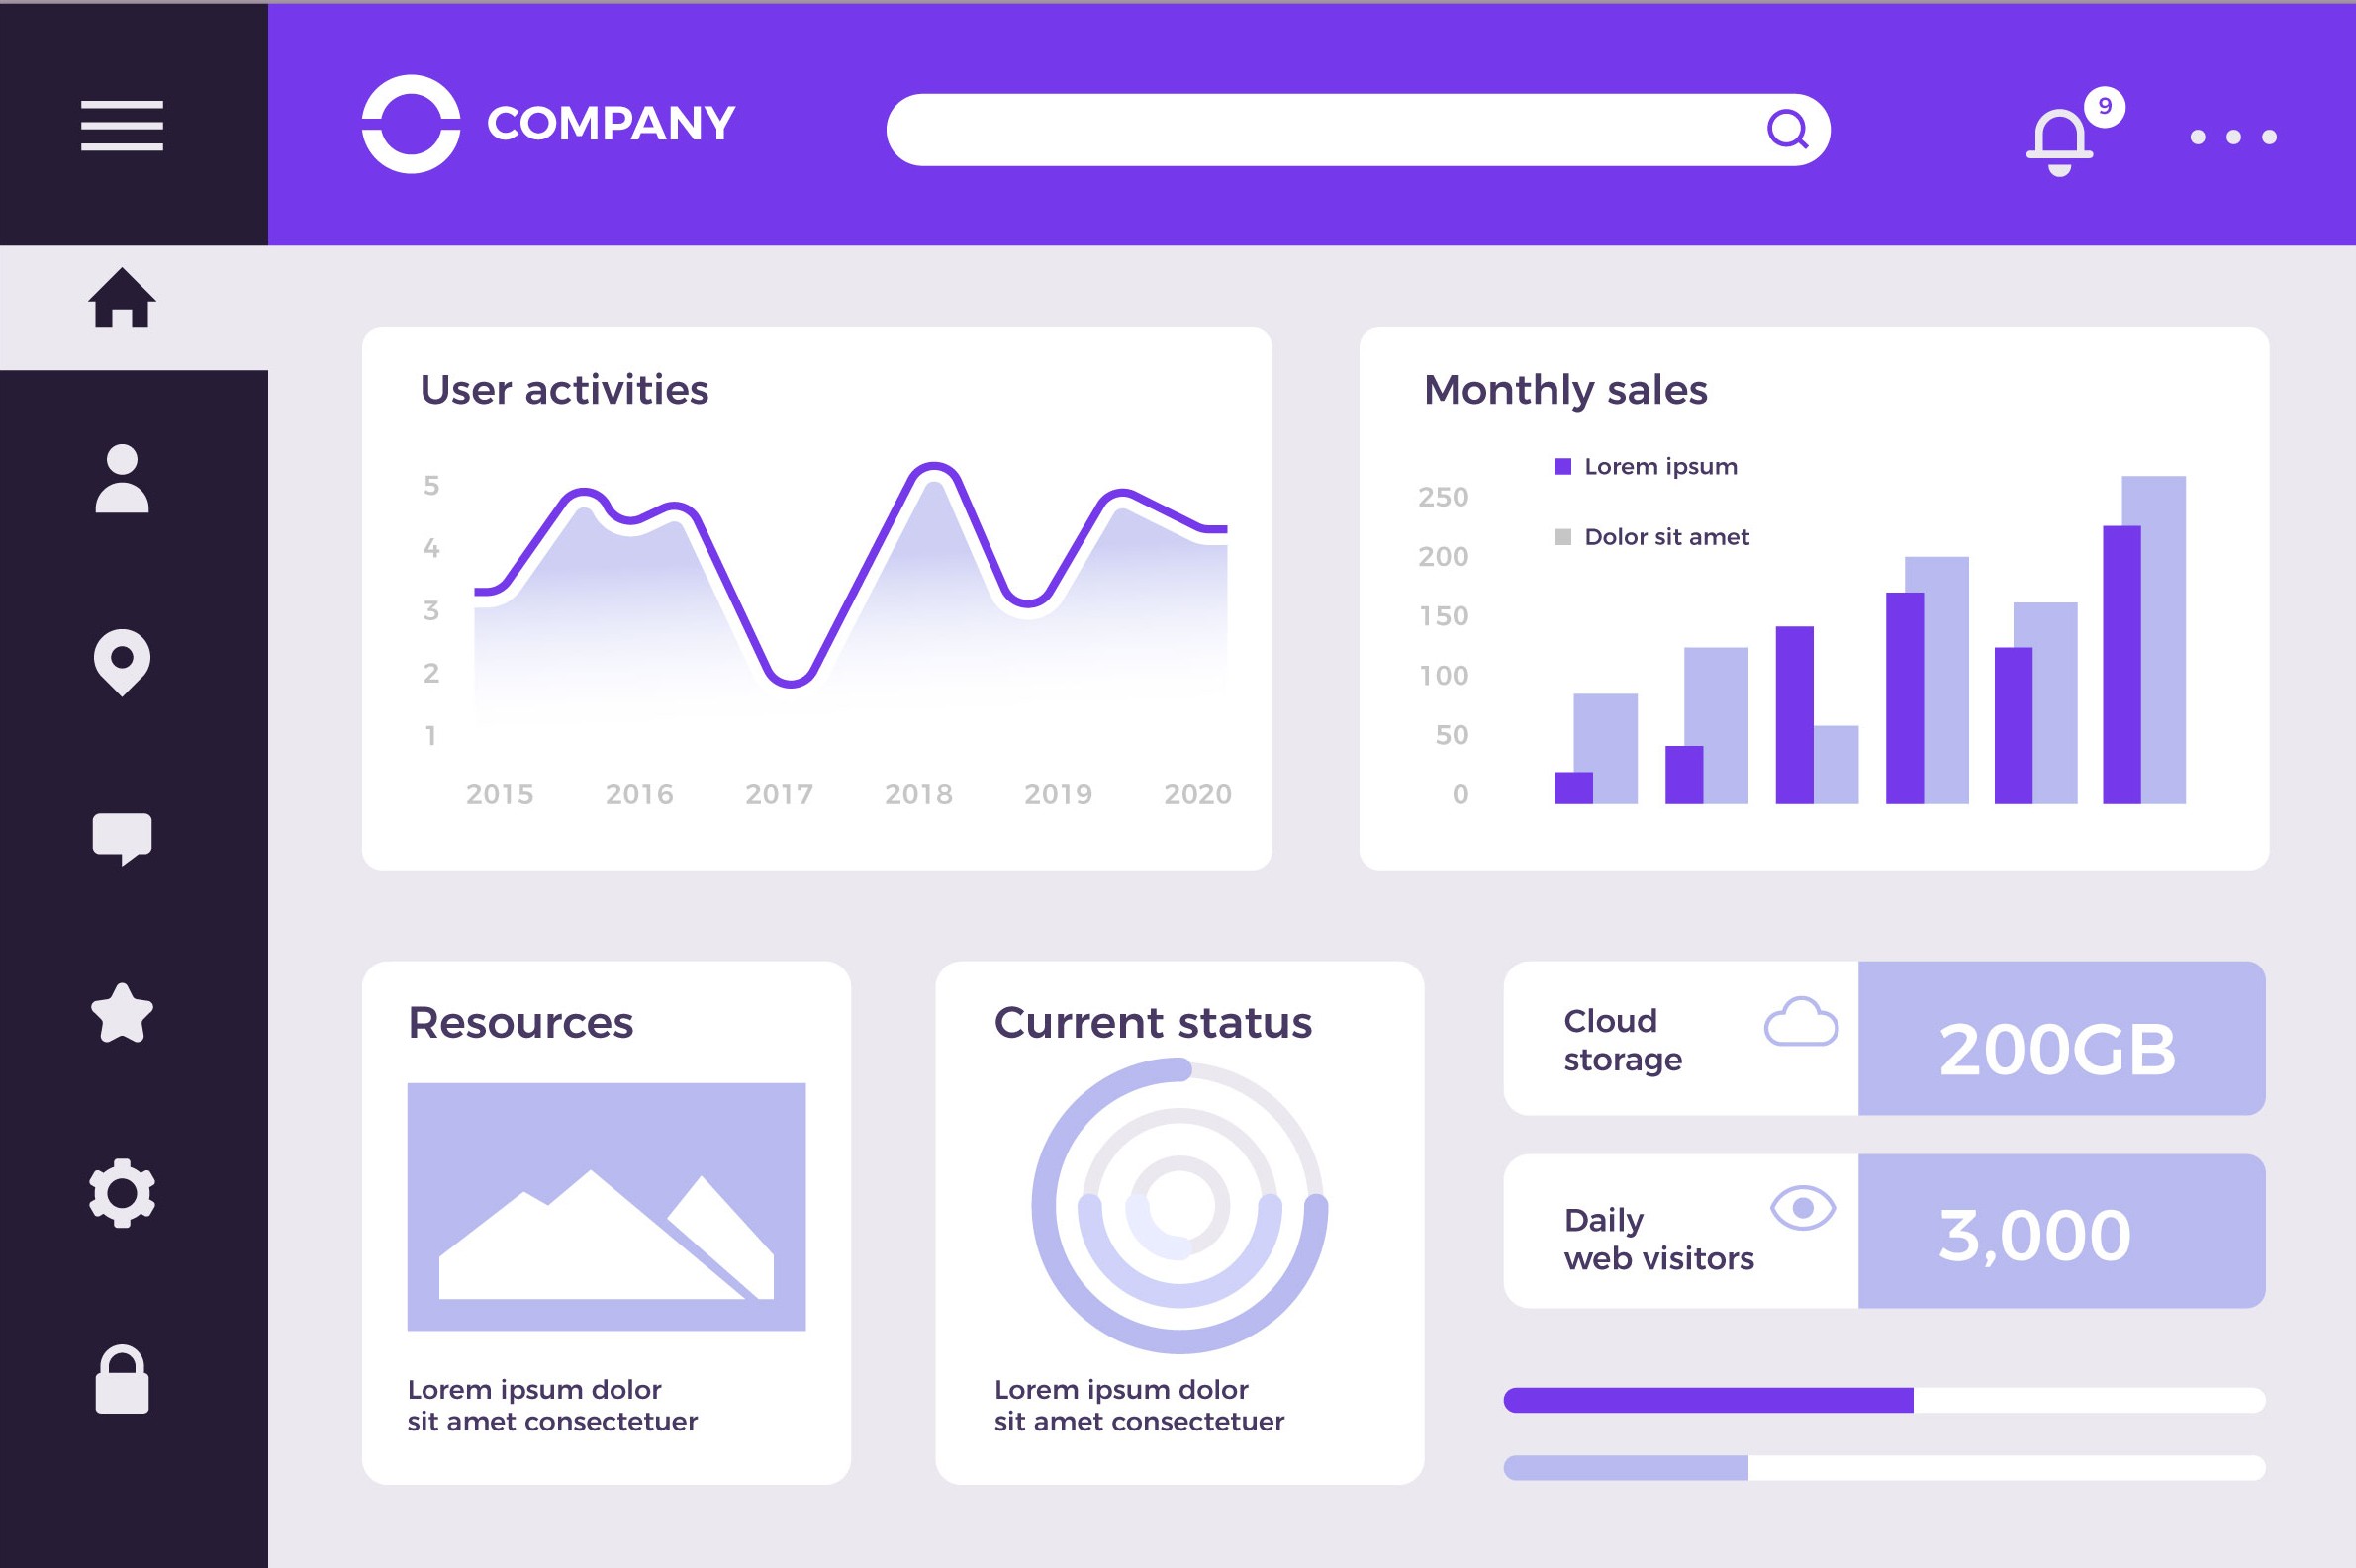 COMPANY
9
User activities
5
4
3
2
1
2015 2016 2017 2018 2019 2020
Monthly sales
Lorem ipsum
Dolor sit amet
250
200
150
100
50
0
Resources
Lorem ipsum dolor
sit amet consectetuer
Current status
Lorem ipsum dolor
sit amet consectetuer
Cloud
storage
200GB
Daily
web visitors
3,000